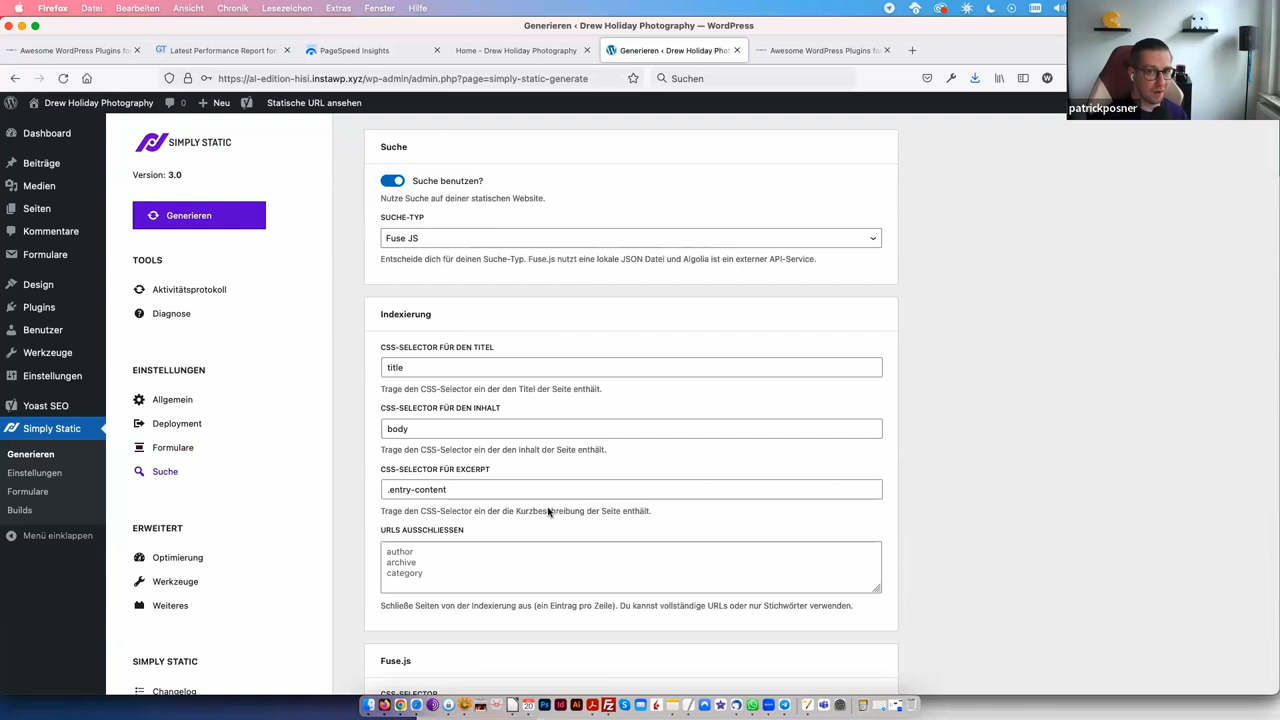 Firefox Datei Bearbeiten Ansicht Chronik Lesezeichen Extras Fenster Hilfe
Generieren ‹ Drew Holiday Photography — WordPress
Awesome WordPress Plugins for
GT Latest Performance Report for
PageSpeed Insights
Home - Drew Holiday Photography
Generieren ‹ Drew Holiday Phot
Awesome WordPress Plugins for
https://ai-edition-hisi.instawp.xyz/wp-admin/admin.php?page=simply-static-generate
Suchen
patrickposner
Drew Holiday Photography 0 Neu Statische URL ansehen
Dashboard
Beiträge
Medien
Seiten
Kommentare
Formulare
Design
Plugins
Benutzer
Werkzeuge
Einstellungen
Yoast SEO
Simply Static
Generieren
Einstellungen
Formulare
Builds
Menü einklappen
SIMPLY STATIC
Version: 3.0
Generieren
TOOLS
Aktivitätsprotokoll
Diagnose
EINSTELLUNGEN
Allgemein
Deployment
Formulare
Suche
ERWEITERT
Optimierung
Werkzeuge
Weiteres
SIMPLY STATIC
Changelog
Suche
Suche benutzen?
Nutze Suche auf deiner statischen Website.
SUCHE-TYP
Fuse JS
Entscheide dich für deinen Suche-Typ. Fuse.js nutzt eine lokale JSON Datei und Algolia ist ein externer API-Service.
Indexierung
CSS-SELECTOR FÜR DEN TITEL
title
Trage den CSS-Selector ein der den Titel der Seite enthält.
CSS-SELECTOR FÜR DEN INHALT
body
Trage den CSS-Selector ein der den Inhalt der Seite enthält.
CSS-SELECTOR FÜR EXCERPT
.entry-content
Trage den CSS-Selector ein der die Kurzbeschreibung der Seite enthält.
URLS AUSSCHLIESSEN
author
archive
category
Schließe Seiten von der Indexierung aus (ein Eintrag pro Zeile). Du kannst vollständige URLs oder nur Stichwörter verwenden.
Fuse.js
CSS-SELECTOR